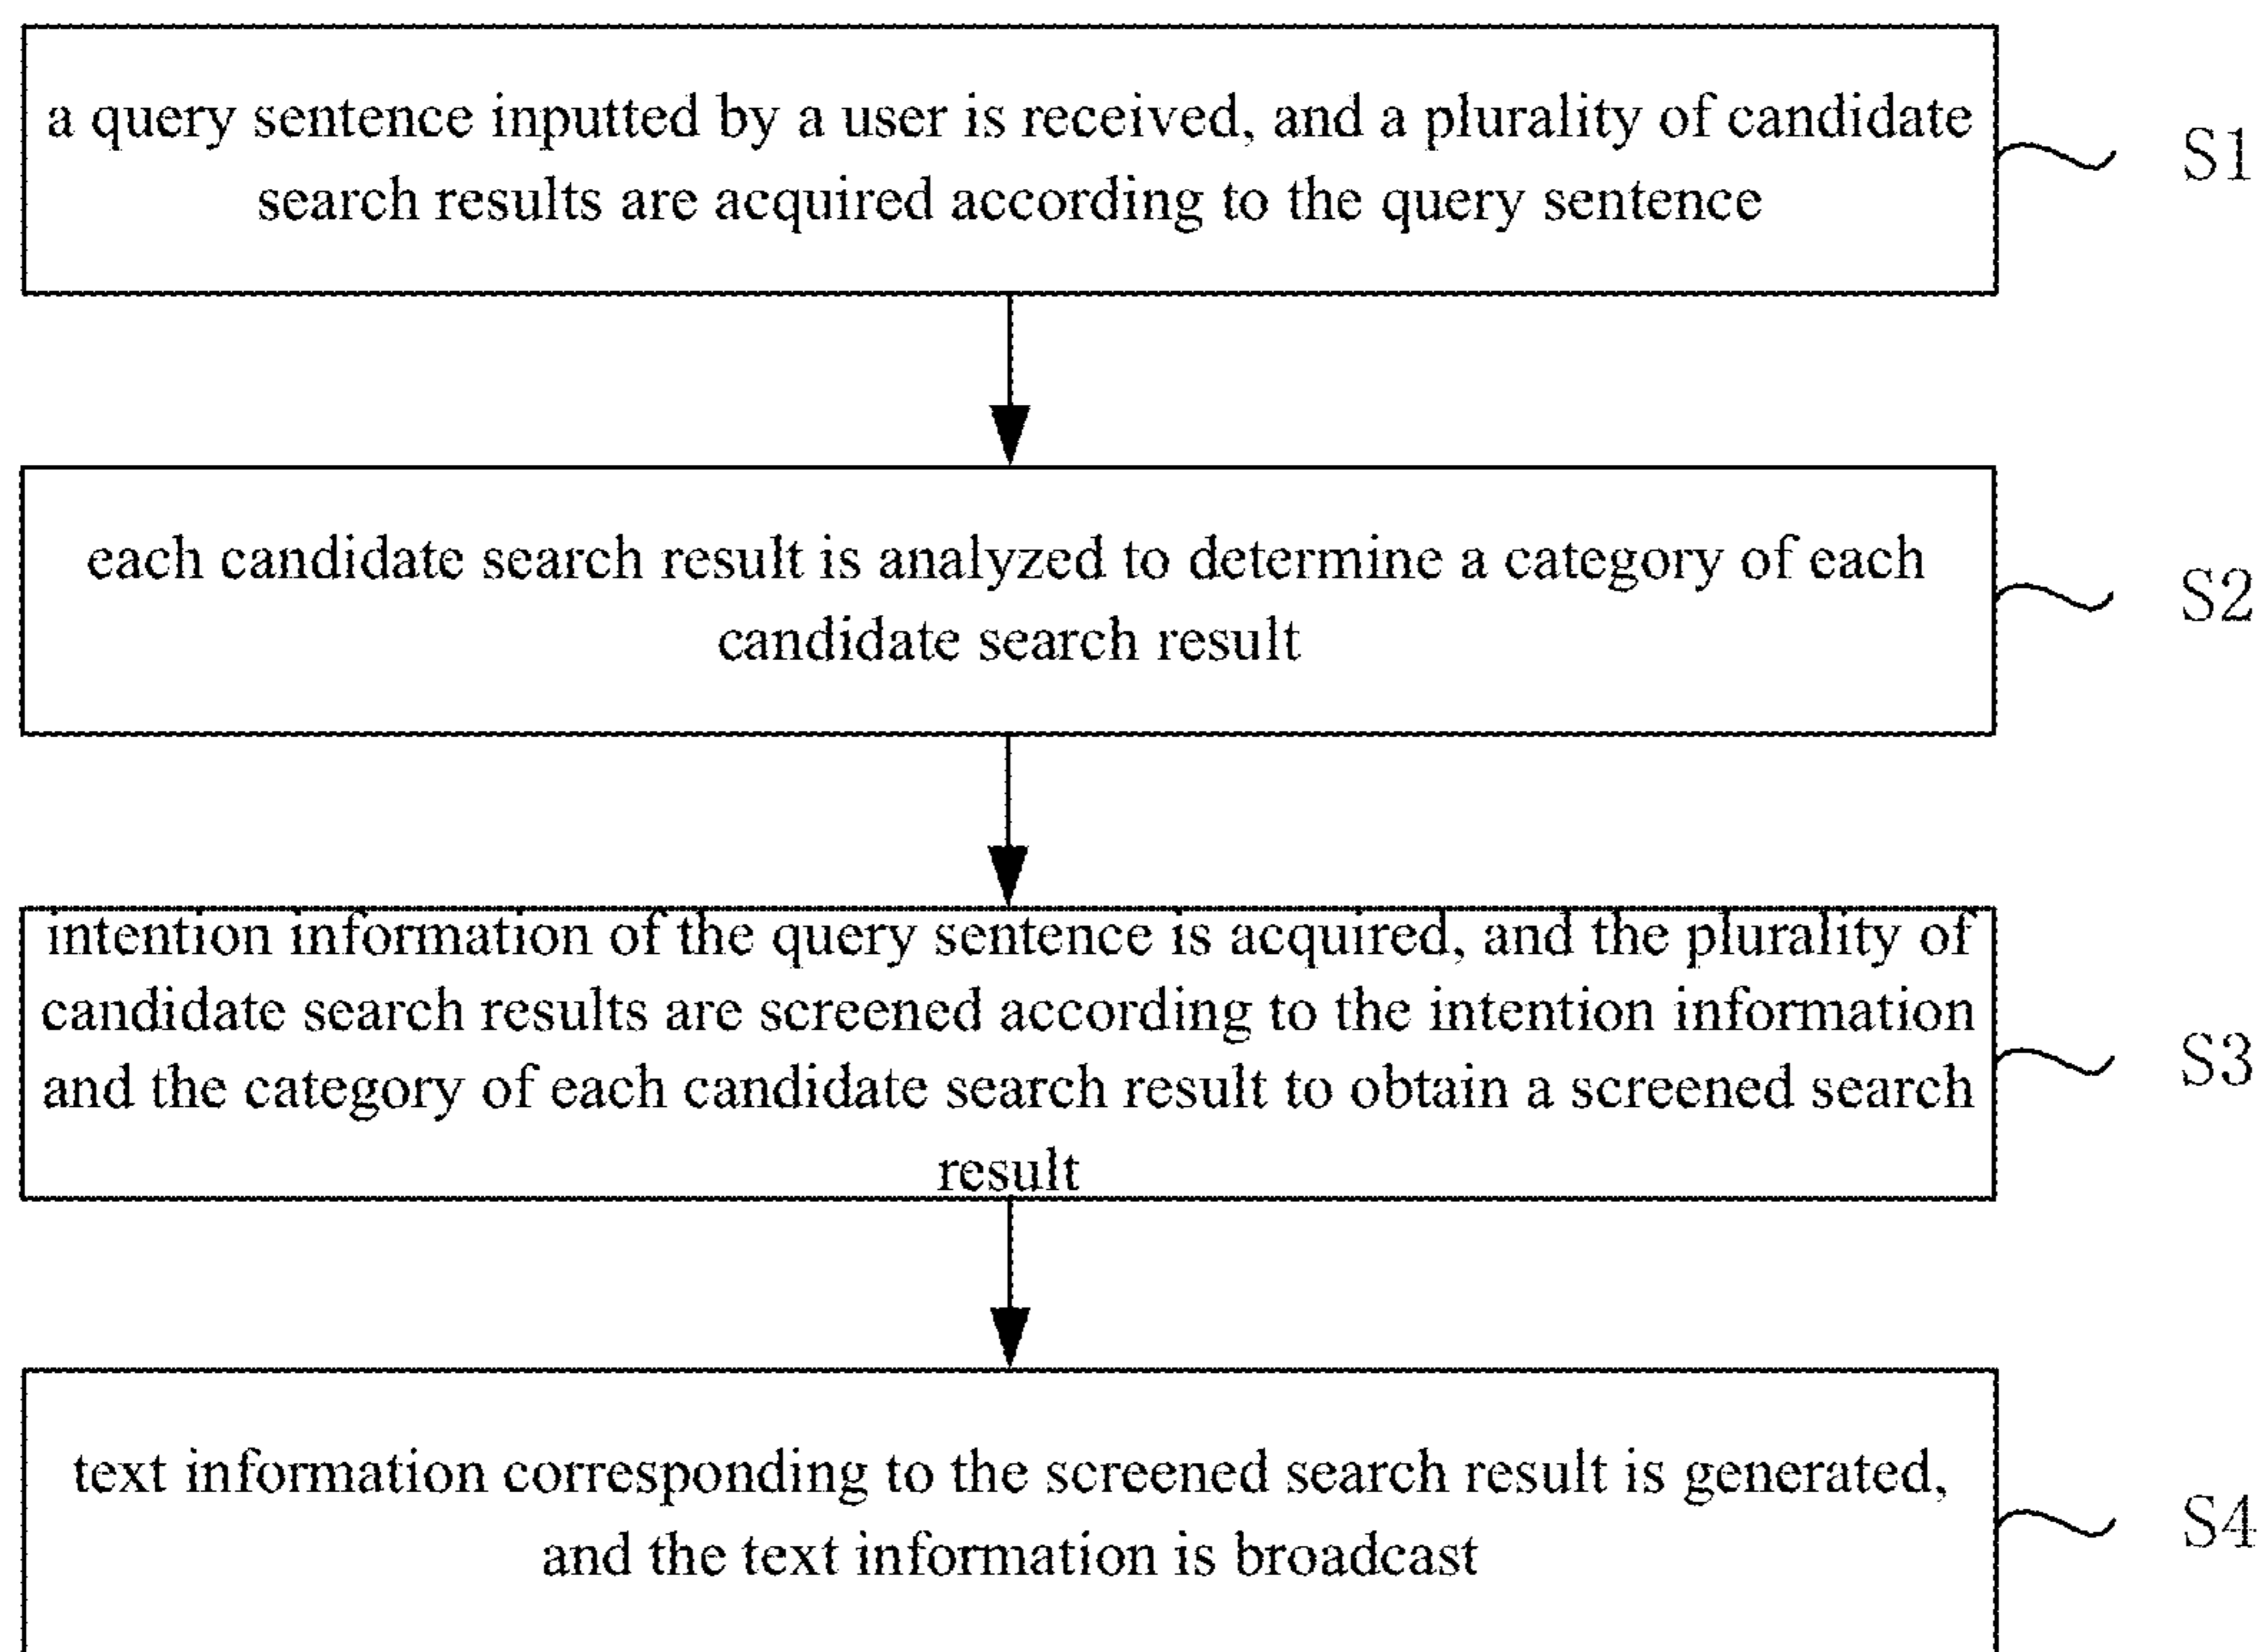 a query sentence inputted by a user is received, and a plurality of candidate
search results are acquired according to the query sentence
S1
each candidate search result is analyzed to determine a category of each
candidate search result
S2
intention information of the query sentence is acquired, and the plurality of
candidate search results are screened according to the intention information
and the category of each candidate search result to obtain a screened search
result
S3
text information corresponding to the screened search result is generated,
and the text information is broadcast
S4